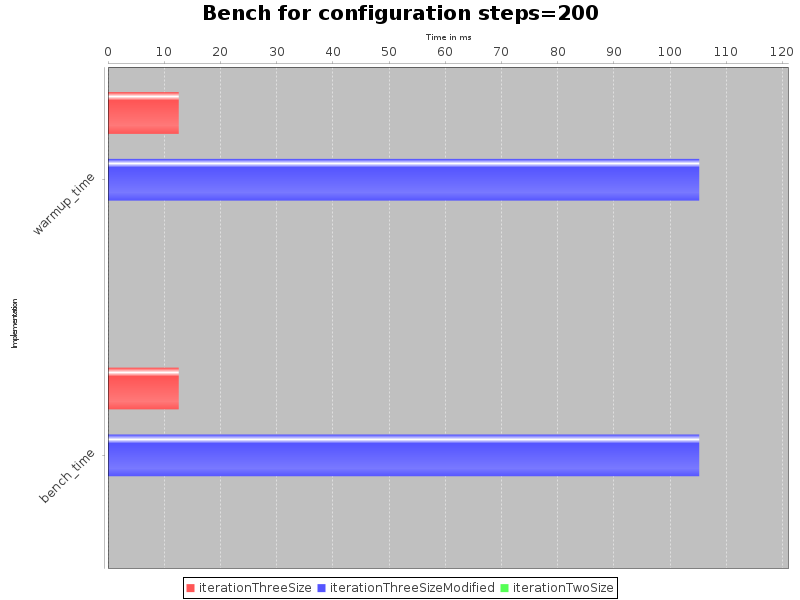 Bench for configuration steps=200
Time in ms
0 10 20 30 40 50 60 70 80 90 100 110 120
warmup_time
Implementation
bench_time
iterationThreeSize iterationThreeSizeModified iterationTwoSize